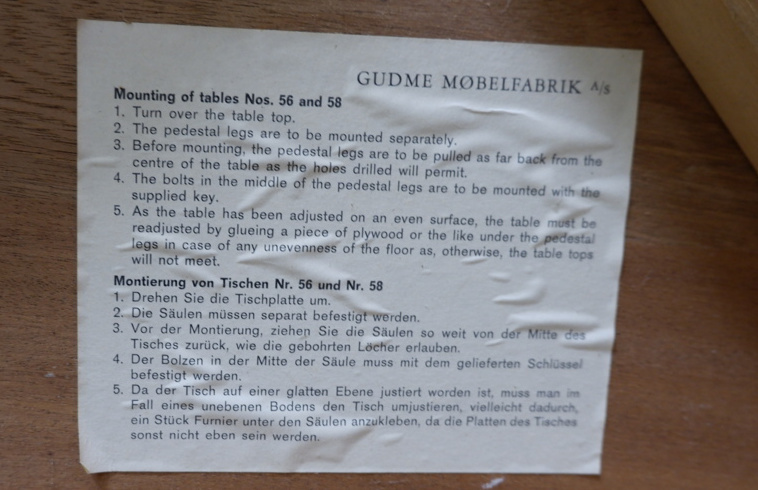 GUDME MØBELFABRIK A/S
Mounting of tables Nos. 56 and 58
1. Turn over the table top.
2. The pedestal legs are to be mounted separately.
3. Before mounting, the pedestal legs are to be pulled as far back from the
centre of the table as the holes drilled will permit.
4. The bolts in the middle of the pedestal legs are to be mounted with the
supplied key.
5. As the table has been adjusted on an even surface, the table must be
readjusted by glueing a piece of plywood or the like under the pedestal
legs in case of any unevenness of the floor as, otherwise, the table tops
will not meet.
Montierung von Tischen Nr. 56 und Nr. 58
1. Drehen Sie die Tischplatte um.
2. Die Säulen müssen separat befestigt werden.
3. Vor der Montierung, ziehen Sie die Säulen so weit von der Mitte des
Tisches zurück, wie die gebohrten Löcher erlauben.
4. Der Bolzen in der Mitte der Säule muss mit dem gelieferten Schlüssel
befestigt werden.
5. Da der Tisch auf einer glatten Ebene justiert worden ist, muss man im
Fall eines unebenen Bodens den Tisch umjustieren, vielleicht dadurch,
ein Stück Furnier unter den Säulen anzukleben, da die Platten des Tisches
sonst nicht eben sein werden.